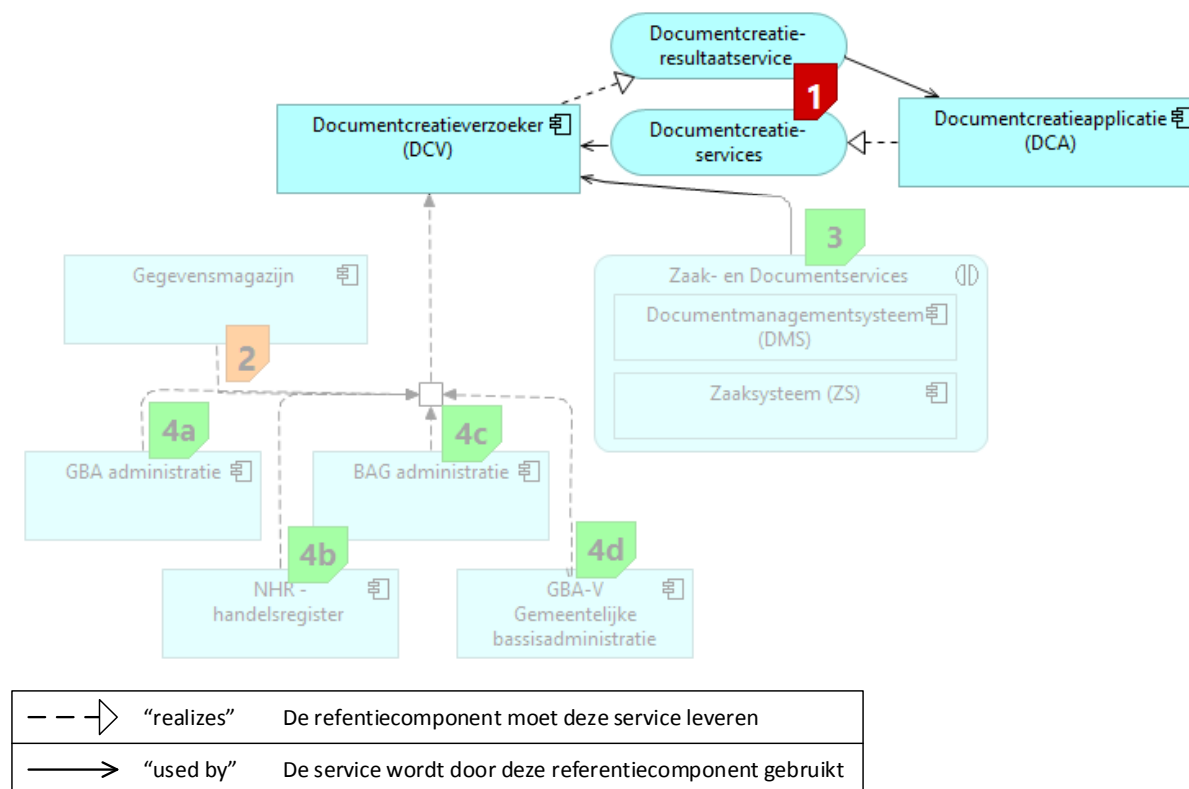 Documentcreatie-
resultaatservice
1
Documentcreatieverzoeker
(DCV)
Documentcreatie-
services
Documentcreatieapplicatie
(DCA)
3
Gegevensmagazijn
Zaak- en Documentservices
Documentmanagementsysteem
(DMS)
2
Zaaksysteem (ZS)
4a
4c
GBA administratie
BAG administratie
4b
4d
NHR -
handelsregister
GBA-V
Gemeentelijke
bassisadministratie
“realizes” De refentiecomponent moet deze service leveren
“used by” De service wordt door deze referentiecomponent gebruikt